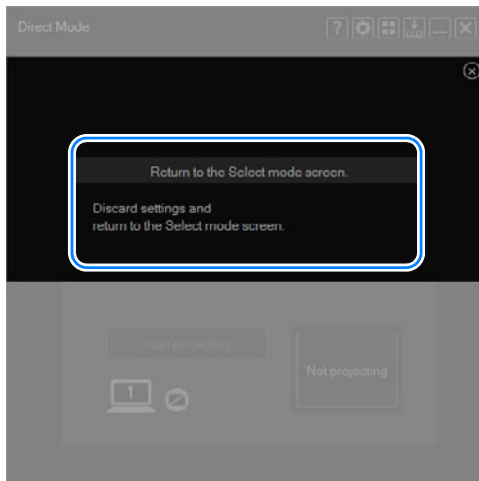 Direct Mode
?
Return to the Select mode screen.
Discard settings and
return to the Select mode screen.
Start projecting
Not projecting
1